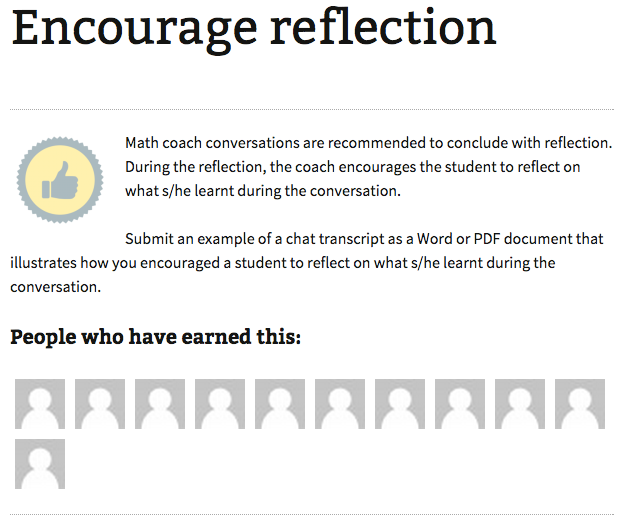 Encourage reflection
Math coach conversations are recommended to conclude with reflection.
During the reflection, the coach encourages the student to reflect on
what s/he learnt during the conversation.
Submit an example of a chat transcript as a Word or PDF document that
illustrates how you encouraged a student to reflect on what s/he learnt during the
conversation.
People who have earned this: